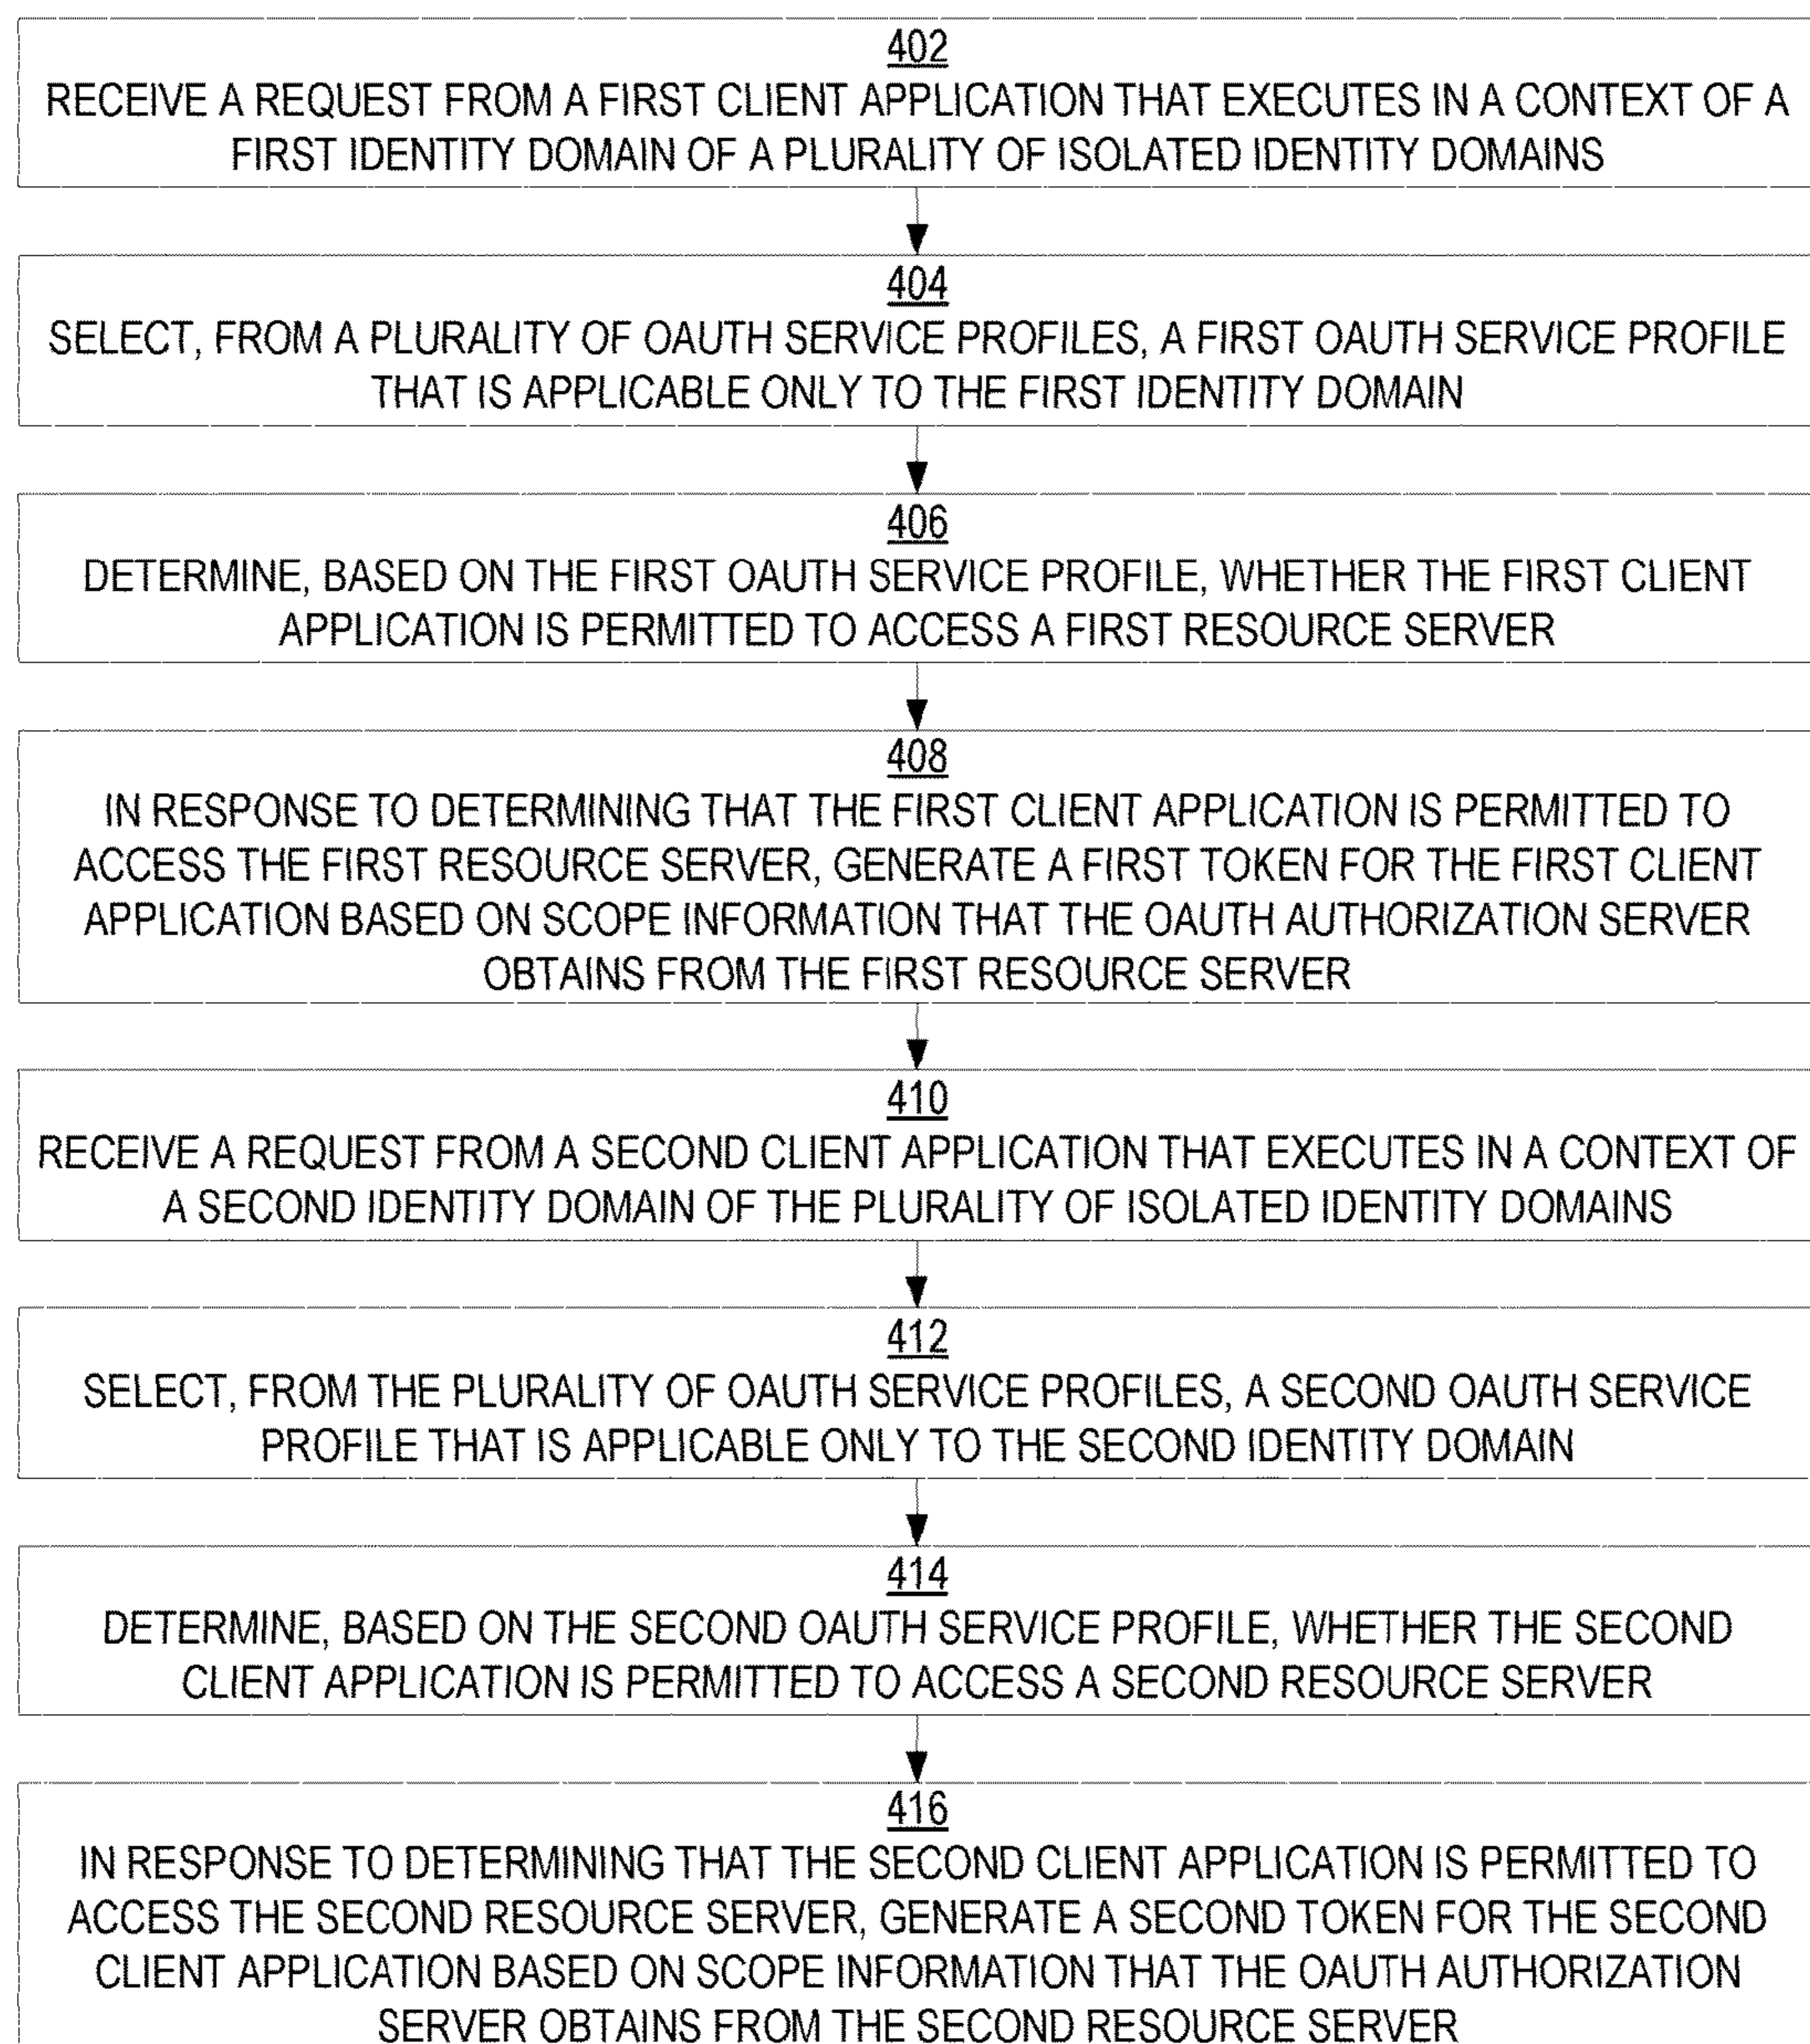 402
RECEIVE A REQUEST FROM A FIRST CLIENT APPLICATION THAT EXECUTES IN A CONTEXT OF A
FIRST IDENTITY DOMAIN OF A PLURALITY OF ISOLATED IDENTITY DOMAINS
404
SELECT, FROM A PLURALITY OF OAUTH SERVICE PROFILES, A FIRST OAUTH SERVICE PROFILE
THAT IS APPLICABLE ONLY TO THE FIRST IDENTITY DOMAIN
406
DETERMINE, BASED ON THE FIRST OAUTH SERVICE PROFILE, WHETHER THE FIRST CLIENT
APPLICATION IS PERMITTED TO ACCESS A FIRST RESOURCE SERVER
408
IN RESPONSE TO DETERMINING THAT THE FIRST CLIENT APPLICATION IS PERMITTED TO
ACCESS THE FIRST RESOURCE SERVER, GENERATE A FIRST TOKEN FOR THE FIRST CLIENT
APPLICATION BASED ON SCOPE INFORMATION THAT THE OAUTH AUTHORIZATION SERVER
OBTAINS FROM THE FIRST RESOURCE SERVER
410
RECEIVE A REQUEST FROM A SECOND CLIENT APPLICATION THAT EXECUTES IN A CONTEXT OF
A SECOND IDENTITY DOMAIN OF THE PLURALITY OF ISOLATED IDENTITY DOMAINS
412
SELECT, FROM THE PLURALITY OF OAUTH SERVICE PROFILES, A SECOND OAUTH SERVICE
PROFILE THAT IS APPLICABLE ONLY TO THE SECOND IDENTITY DOMAIN
414
DETERMINE, BASED ON THE SECOND OAUTH SERVICE PROFILE, WHETHER THE SECOND
CLIENT APPLICATION IS PERMITTED TO ACCESS A SECOND RESOURCE SERVER
416
IN RESPONSE TO DETERMINING THAT THE SECOND CLIENT APPLICATION IS PERMITTED TO
ACCESS THE SECOND RESOURCE SERVER, GENERATE A SECOND TOKEN FOR THE SECOND
CLIENT APPLICATION BASED ON SCOPE INFORMATION THAT THE OAUTH AUTHORIZATION
SERVER OBTAINS FROM THE SECOND RESOURCE SERVER